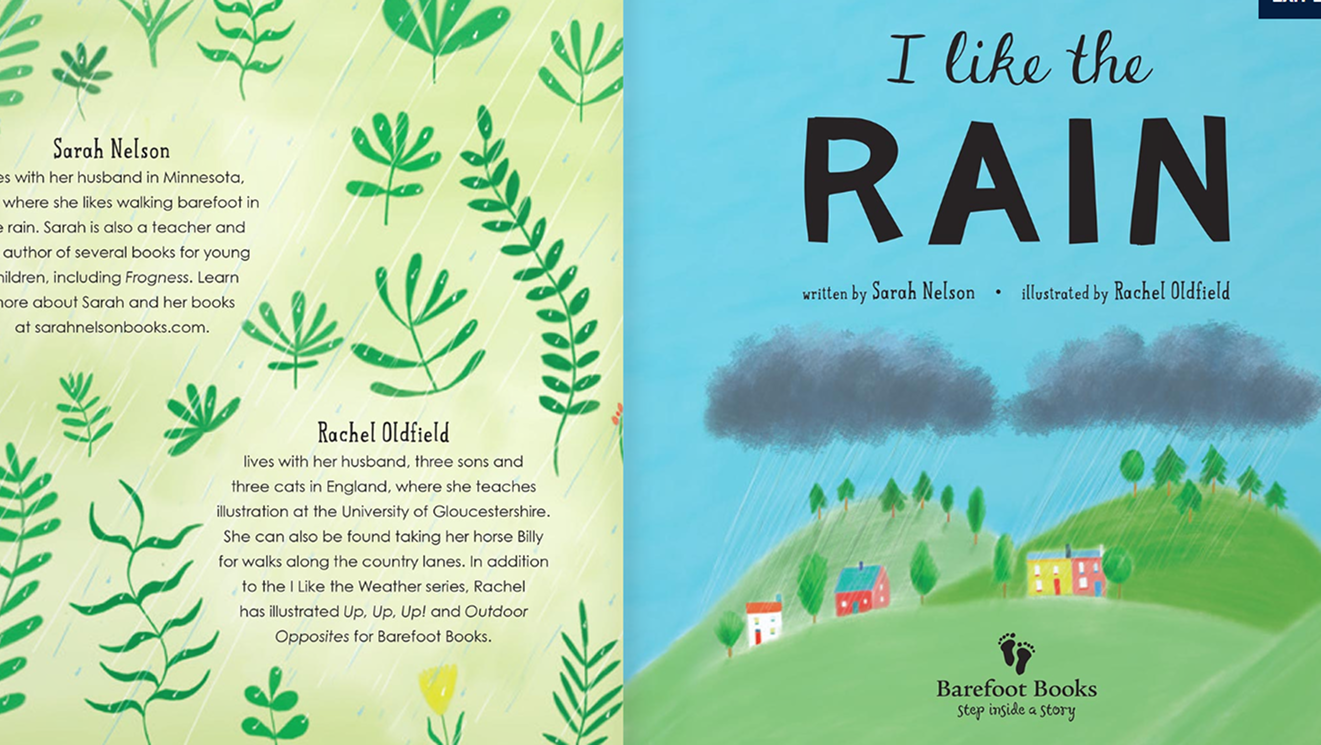 Sarah Nelson
with her husband in Minnesota,
where she likes walking barefoot in
rain. Sarah is also a teacher and
author of several books for young
including Frogness. Learn
about Sarah and her books
at sarahnelsonbooks.com.
Rachel Oldfield
lives with her husband, three sons and
three cats in England, where she teaches
illustration at the University of Gloucestershire.
She can also be found taking her horse Billy
for walks along the country lanes. In addition
to the I Like the Weather series, Rachel
has illustrated Up, Up, Up! and Outdoor
Opposites for Barefoot Books.
I like the
RAIN
written by Sarah Nelson • illustrated by Rachel Oldfield
Barefoot Books
step inside a story